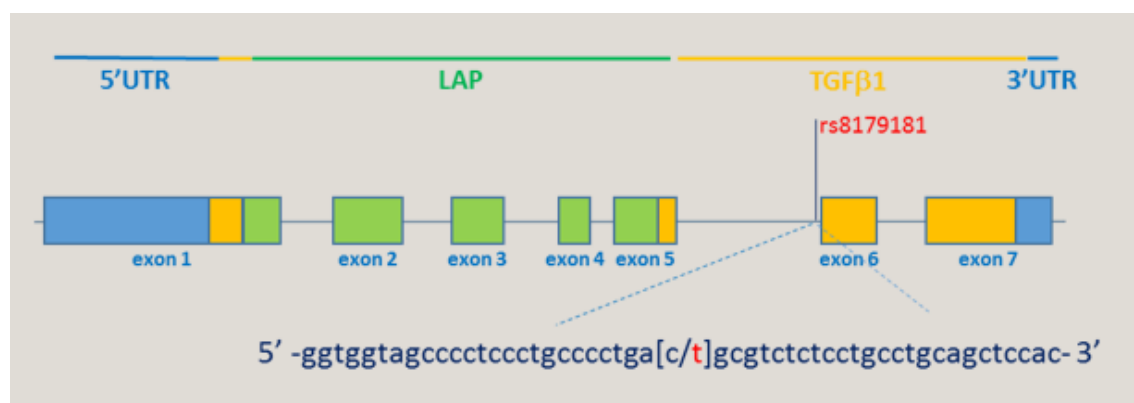 5'UTR LAP TGFβ1 3'UTR
rs8179181
exon 1 exon 2 exon 3 exon 4 exon 5 exon 6 exon 7
5’ -ggtggtagcccctccctgcccctga[c/t]gcgtctctcctgcctgcagctccac- 3’